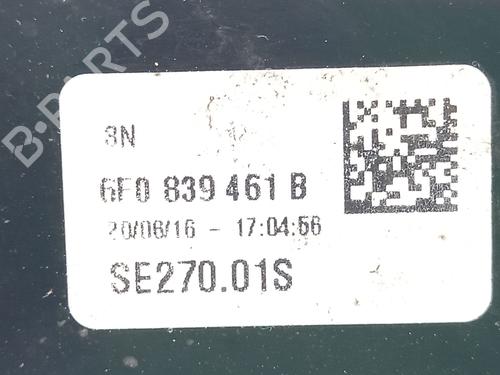 B-PARTS
3N
6F0 839 461 B
20/06/16 - 17:04:56
SE270.01S